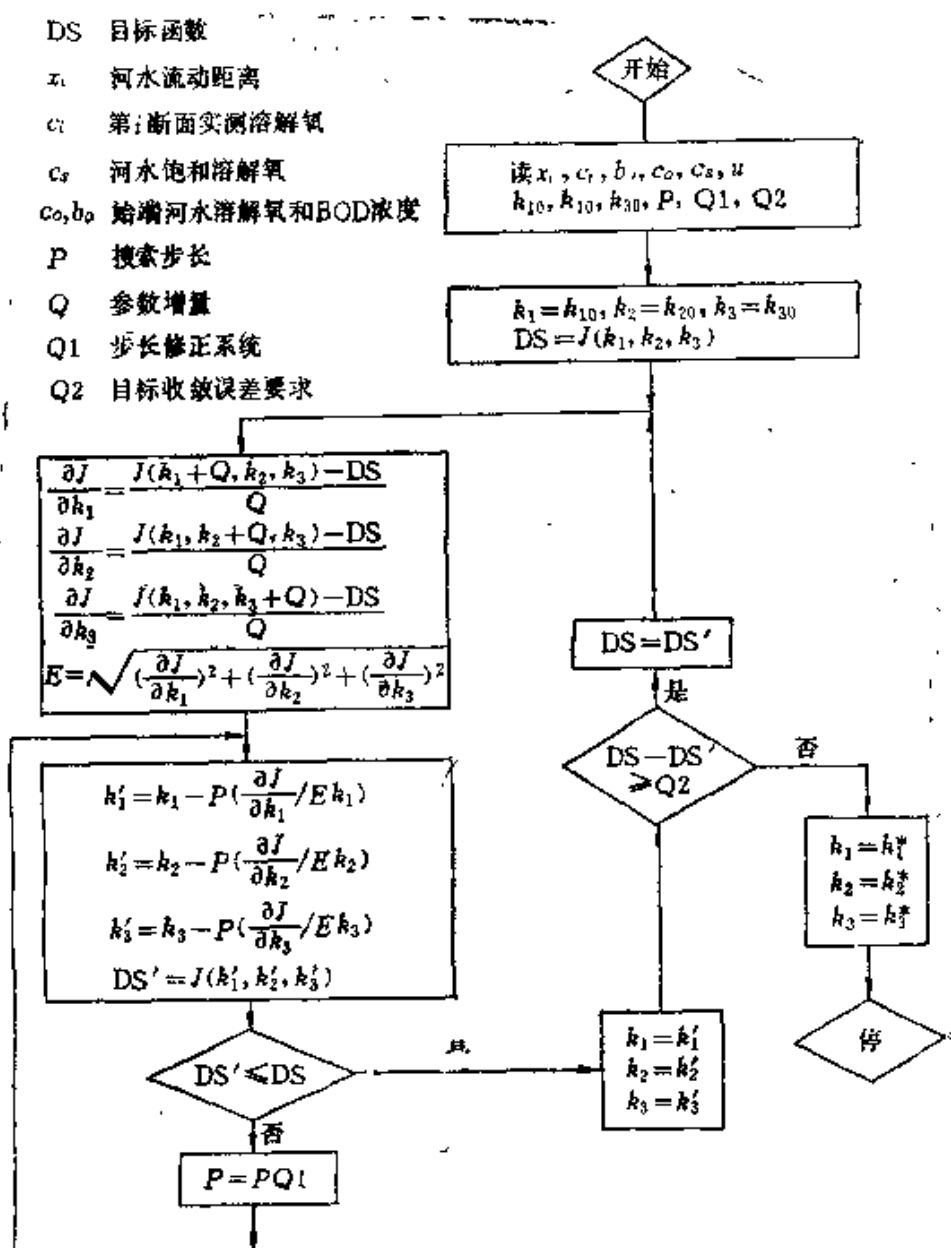 DS 目标函数
xᵢ 河水流动距离
cᵢ 第i断面实测溶解氧
cₛ 河水饱和溶解氧
c₀,b₀ 始端河水溶解氧和BOD浓度
P 搜索步长
Q 参数增量
Q1 步长修正系统
Q2 目标收敛误差要求
开始
读xᵢ,cᵢ,bᵢ,c₀,cₛ,u
k₁₀,k₁₀,k₃₀,P,Q1,Q2
k₁=k₁₀,k₂=k₂₀,k₃=k₃₀
DS=J(k₁,k₂,k₃)
∂J/∂k₁=(J(k₁+Q,k₂,k₃)-DS)/Q
∂J/∂k₂=(J(k₁,k₂+Q,k₃)-DS)/Q
∂J/∂k₃=(J(k₁,k₂,k₃+Q)-DS)/Q
E=√((∂J/∂k₁)²+(∂J/∂k₂)²+(∂J/∂k₃)²)
k₁′=k₁-P(∂J/∂k₁/Ek₁)
k₂′=k₂-P(∂J/∂k₂/Ek₂)
k₃′=k₃-P(∂J/∂k₃/Ek₃)
DS′=J(k₁′,k₂′,k₃′)
DS′≤DS
否
P=PQ1
k₁=k₁′
k₂=k₂′
k₃=k₃′
DS-DS′
≥Q2
是
DS=DS′
否
k₁=k₁*
k₂=k₂*
k₃=k₃*
停